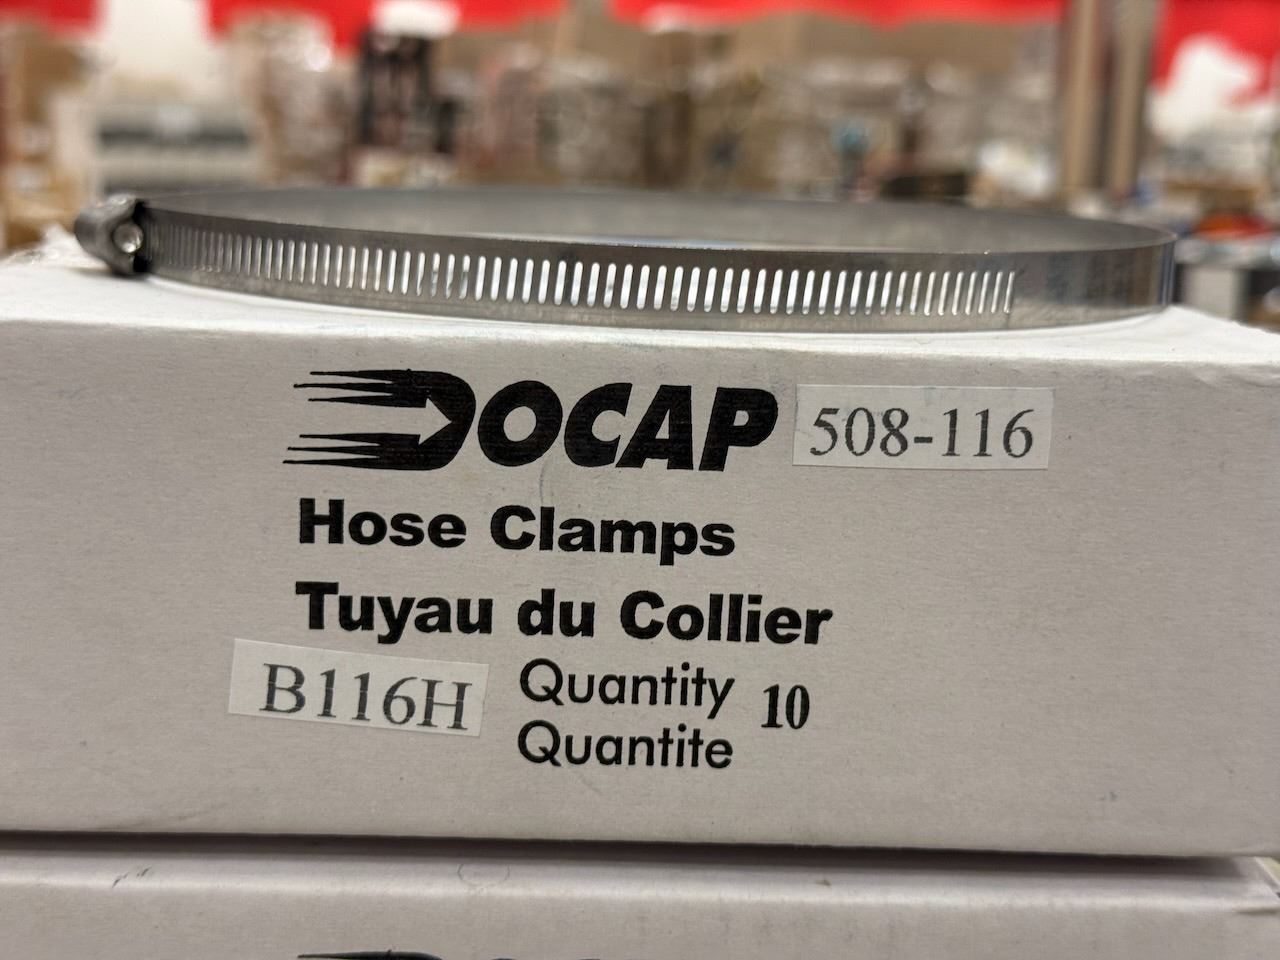 DOCAP 508-116
Hose Clamps
Tuyau du Collier
B116H Quantity 10
Quantite